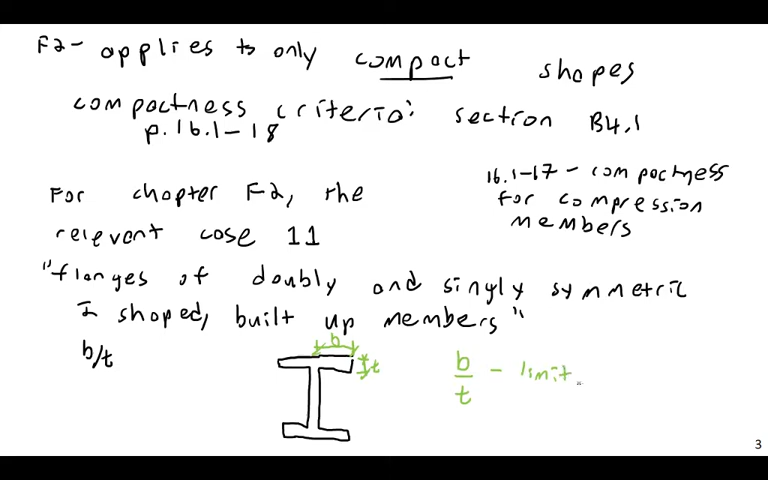 F2- applies to only compact shapes
compactness criteria: section B4.1
p.16.1-18
16.1-17 - compactness
for compression
members
For chapter F2, the
relevent case 11
"flanges of doubly and singly symmetric
I shaped, built up members"
b/t
b
t
b/t - limit
3